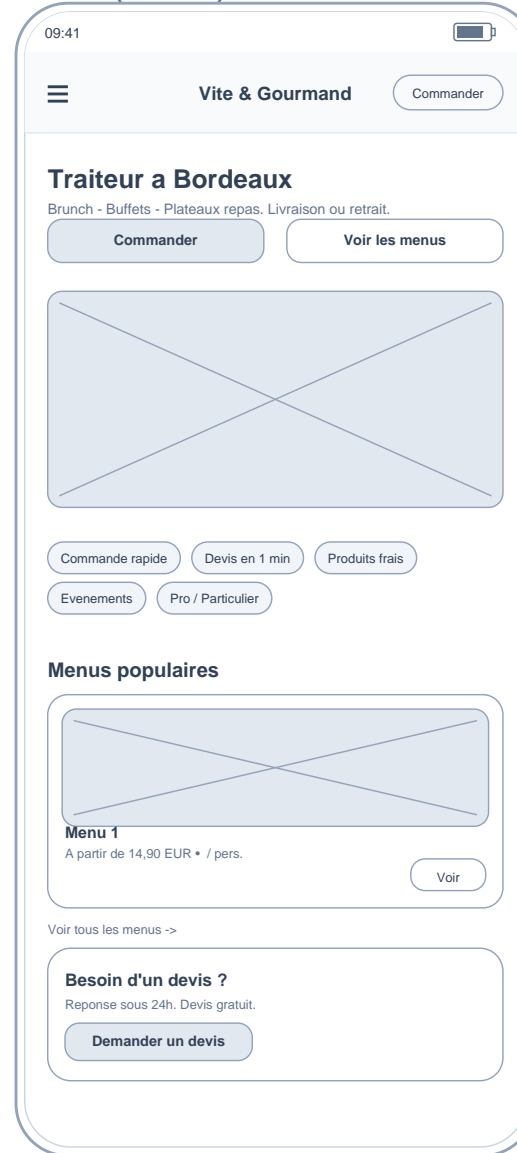 09:41
Vite & Gourmand
Commander
Traiteur a Bordeaux
Brunch - Buffets - Plateaux repas. Livraison ou retrait.
Commander
Voir les menus
Commande rapide
Devis en 1 min
Produits frais
Evenements
Pro / Particulier
Menus populaires
Menu 1
A partir de 14,90 EUR • / pers.
Voir
Voir tous les menus ->
Besoin d'un devis ?
Reponse sous 24h. Devis gratuit.
Demander un devis